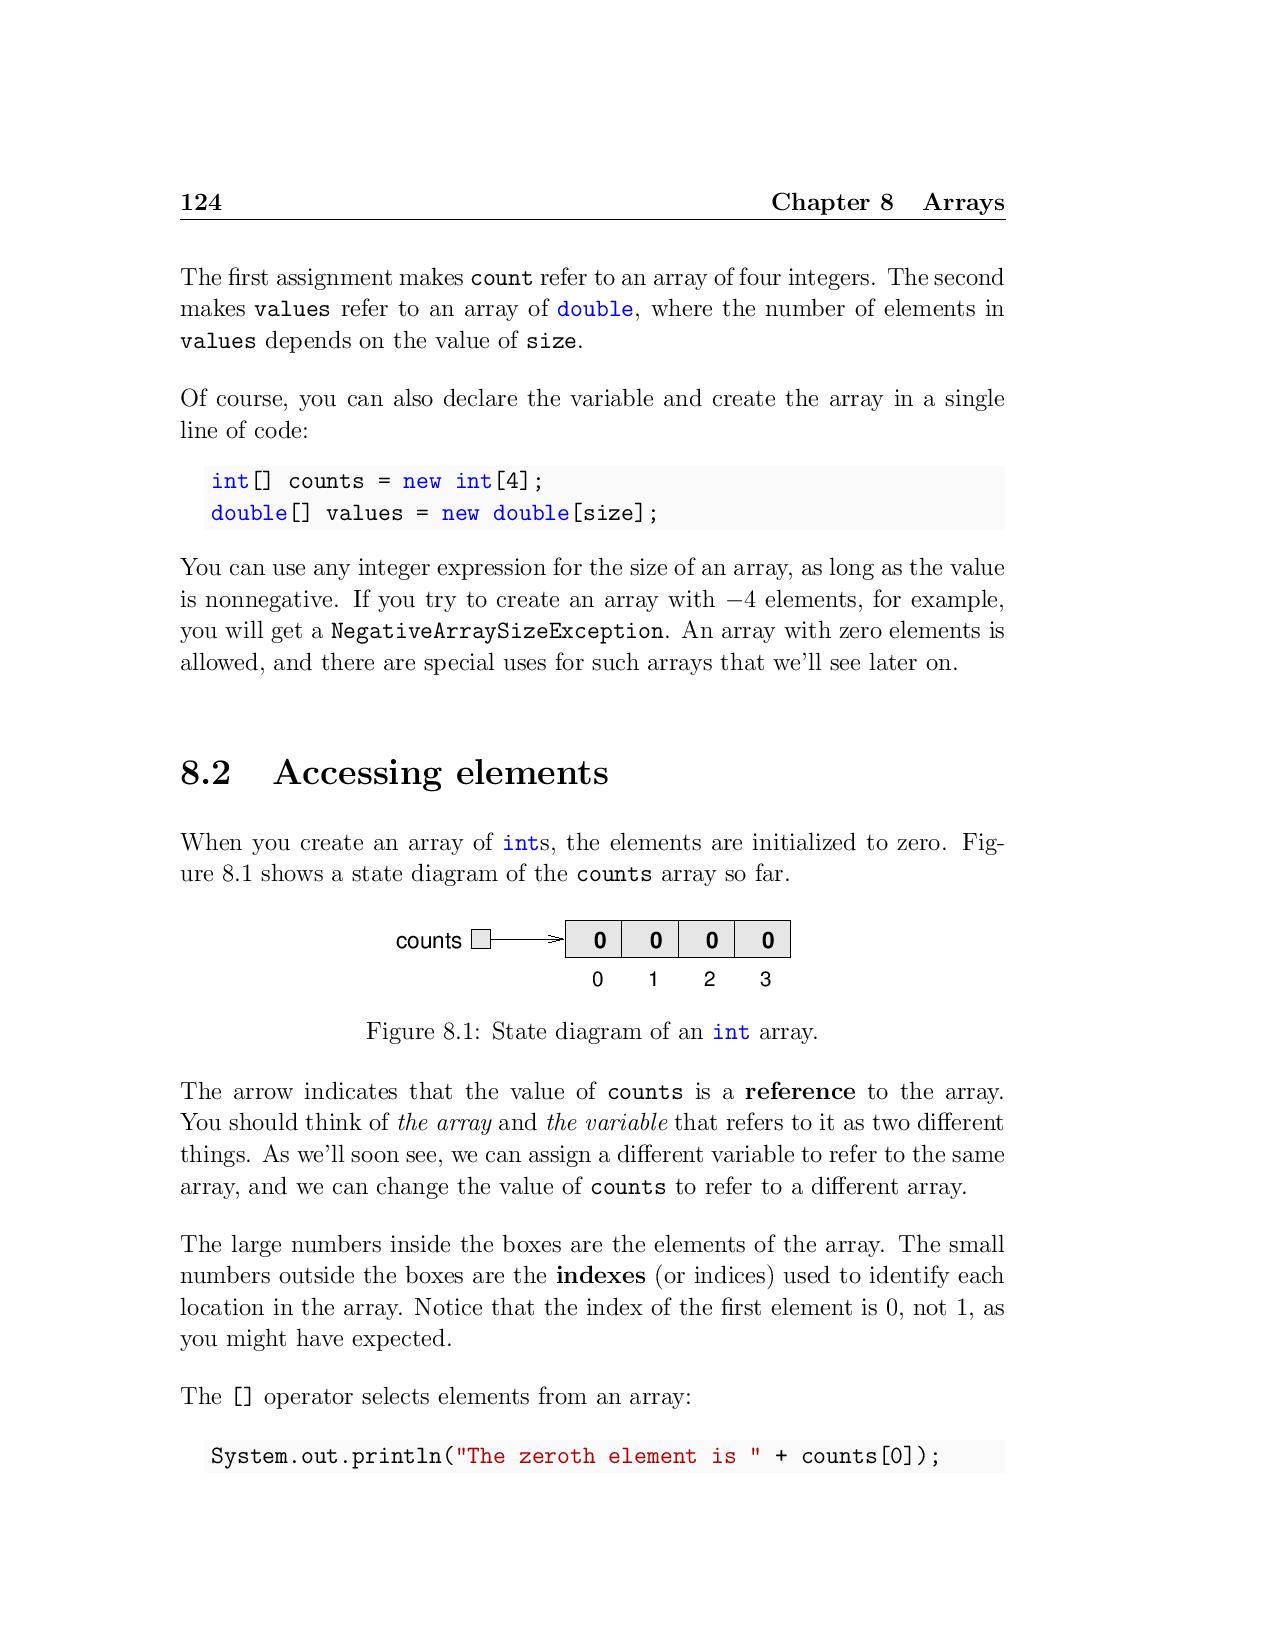 124 Chapter 8 Arrays
The first assignment makes count refer to an array of four integers. The second
makes values refer to an array of double, where the number of elements in
values depends on the value of size.
Of course, you can also declare the variable and create the array in a single
line of code:
int[] counts = new int[4];
double[] values = new double[size];
You can use any integer expression for the size of an array, as long as the value
is nonnegative. If you try to create an array with −4 elements, for example,
you will get a NegativeArraySizeException. An array with zero elements is
allowed, and there are special uses for such arrays that we'll see later on.
8.2 Accessing elements
When you create an array of ints, the elements are initialized to zero. Fig-
ure 8.1 shows a state diagram of the counts array so far.
counts 0 0 0 0
0 1 2 3
Figure 8.1: State diagram of an int array.
The arrow indicates that the value of counts is a reference to the array.
You should think of the array and the variable that refers to it as two different
things. As we'll soon see, we can assign a different variable to refer to the same
array, and we can change the value of counts to refer to a different array.
The large numbers inside the boxes are the elements of the array. The small
numbers outside the boxes are the indexes (or indices) used to identify each
location in the array. Notice that the index of the first element is 0, not 1, as
you might have expected.
The [] operator selects elements from an array:
System.out.println("The zeroth element is " + counts[0]);